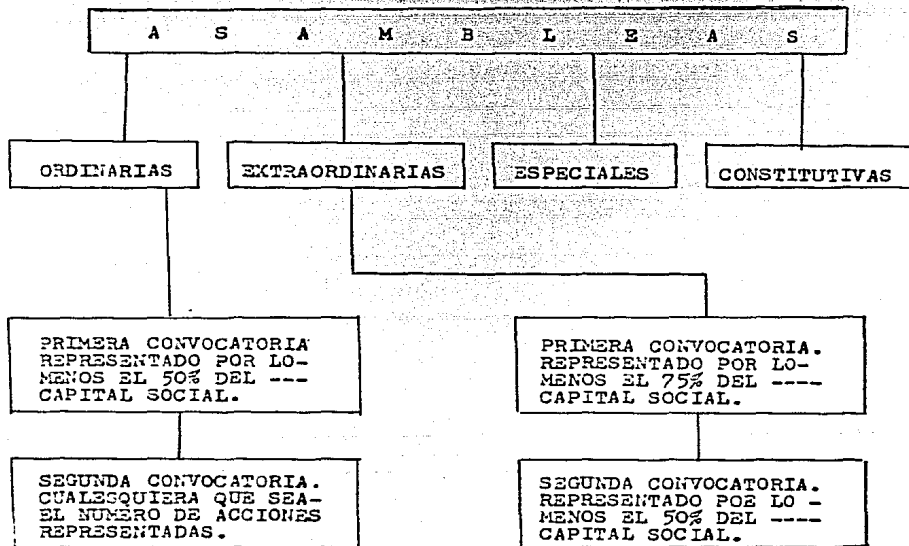 A S A M B L E A S
ORDINARIAS
EXTRAORDINARIAS
ESPECIALES
CONSTITUTIVAS
PRIMERA CONVOCATORIA
REPRESENTADO POR LO-
MENOS EL 50% DEL ---
CAPITAL SOCIAL.
PRIMERA CONVOCATORIA.
REPRESENTADO POR LO-
MENOS EL 75% DEL ----
CAPITAL SOCIAL.
SEGUNDA CONVOCATORIA.
CUALESQUIERA QUE SEA-
EL NUMERO DE ACCIONES
REPRESENTADAS.
SEGUNDA CONVOCATORIA.
REPRESENTADO POE LO -
MENOS EL 50% DEL ----
CAPITAL SOCIAL.